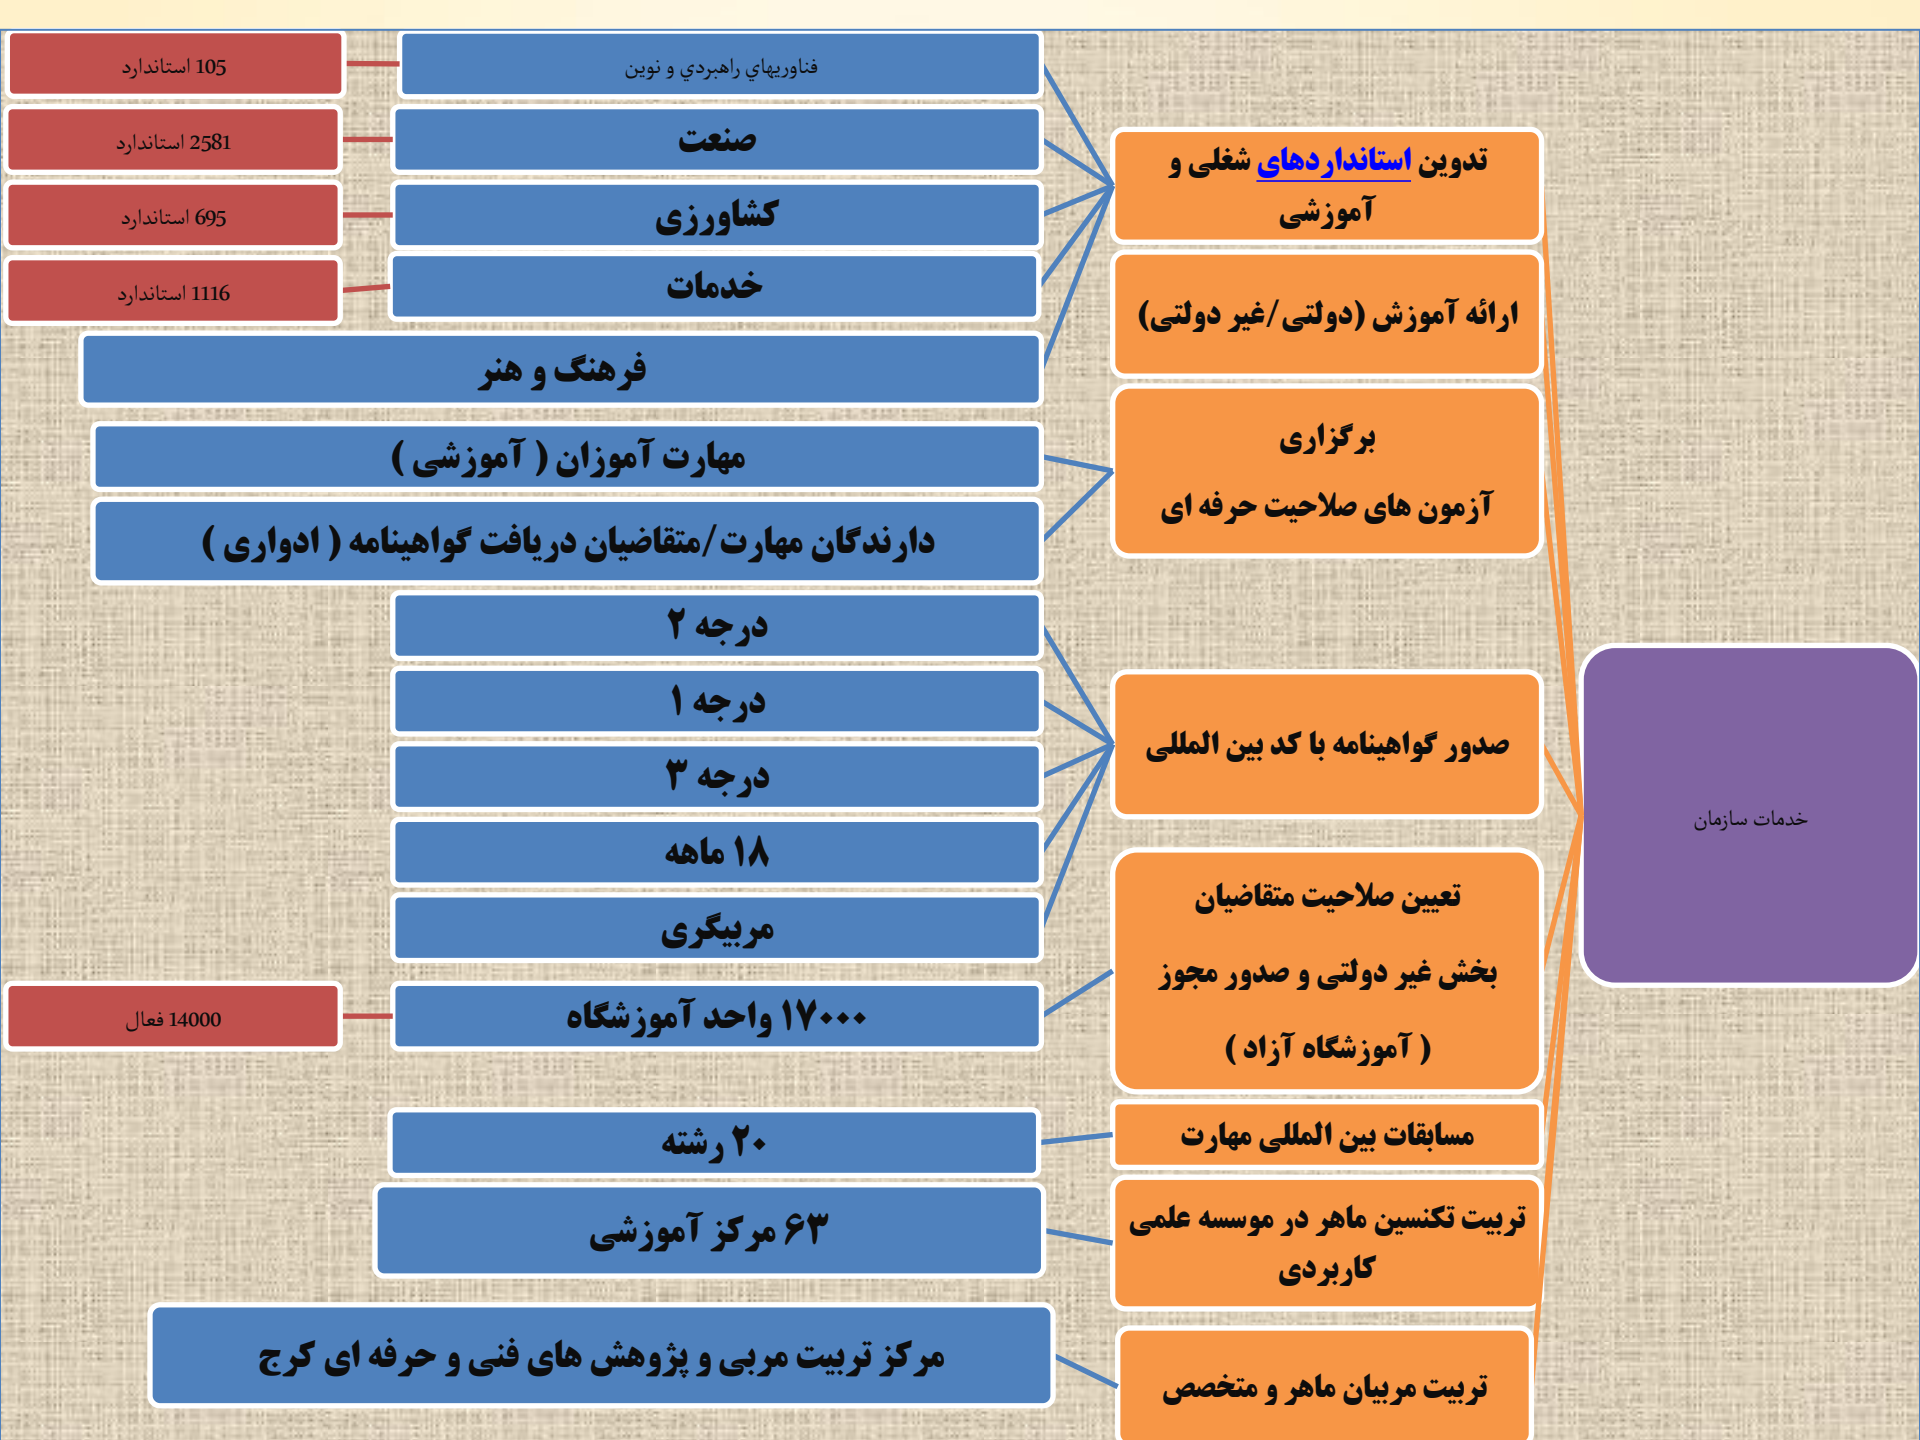 خدمات سازمان
تدوین استانداردهای شغلی و
آموزشی
فناوريهاي راهبردي و نوين
105 استاندارد
صنعت
2581 استاندارد
کشاورزی
695 استاندارد
خدمات
1116 استاندارد
فرهنگ و هنر
ارائه آموزش (دولتی/غیر دولتی)
برگزاری
آزمون های صلاحیت حرفه ای
مهارت آموزان ( آموزشی )
دارندگان مهارت/متقاضیان دریافت گواهینامه ( ادواری )
صدور گواهینامه با کد بین المللی
درجه ۲
درجه ۱
درجه ۳
۱۸ ماهه
مربیگری
تعیین صلاحیت متقاضیان
بخش غیر دولتی و صدور مجوز
( آموزشگاه آزاد )
۱۷۰۰۰ واحد آموزشگاه
14000 فعال
مسابقات بین المللی مهارت
۲۰ رشته
تربیت تکنسین ماهر در موسسه علمی
کاربردی
۶۳ مرکز آموزشی
تربیت مربیان ماهر و متخصص
مرکز تربیت مربی و پژوهش های فنی و حرفه ای کرج